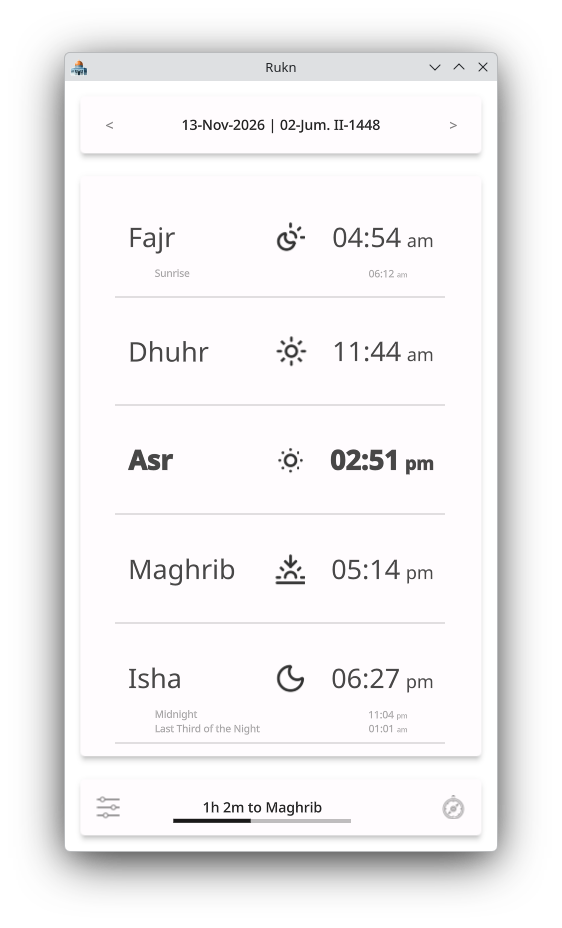 Rukn
< 13-Nov-2026 | 02-Jum. II-1448 >
Fajr 04:54 am
Sunrise 06:12 am
Dhuhr 11:44 am
Asr 02:51 pm
Maghrib 05:14 pm
Isha 06:27 pm
Midnight 11:04 pm
Last Third of the Night 01:01 am
1h 2m to Maghrib